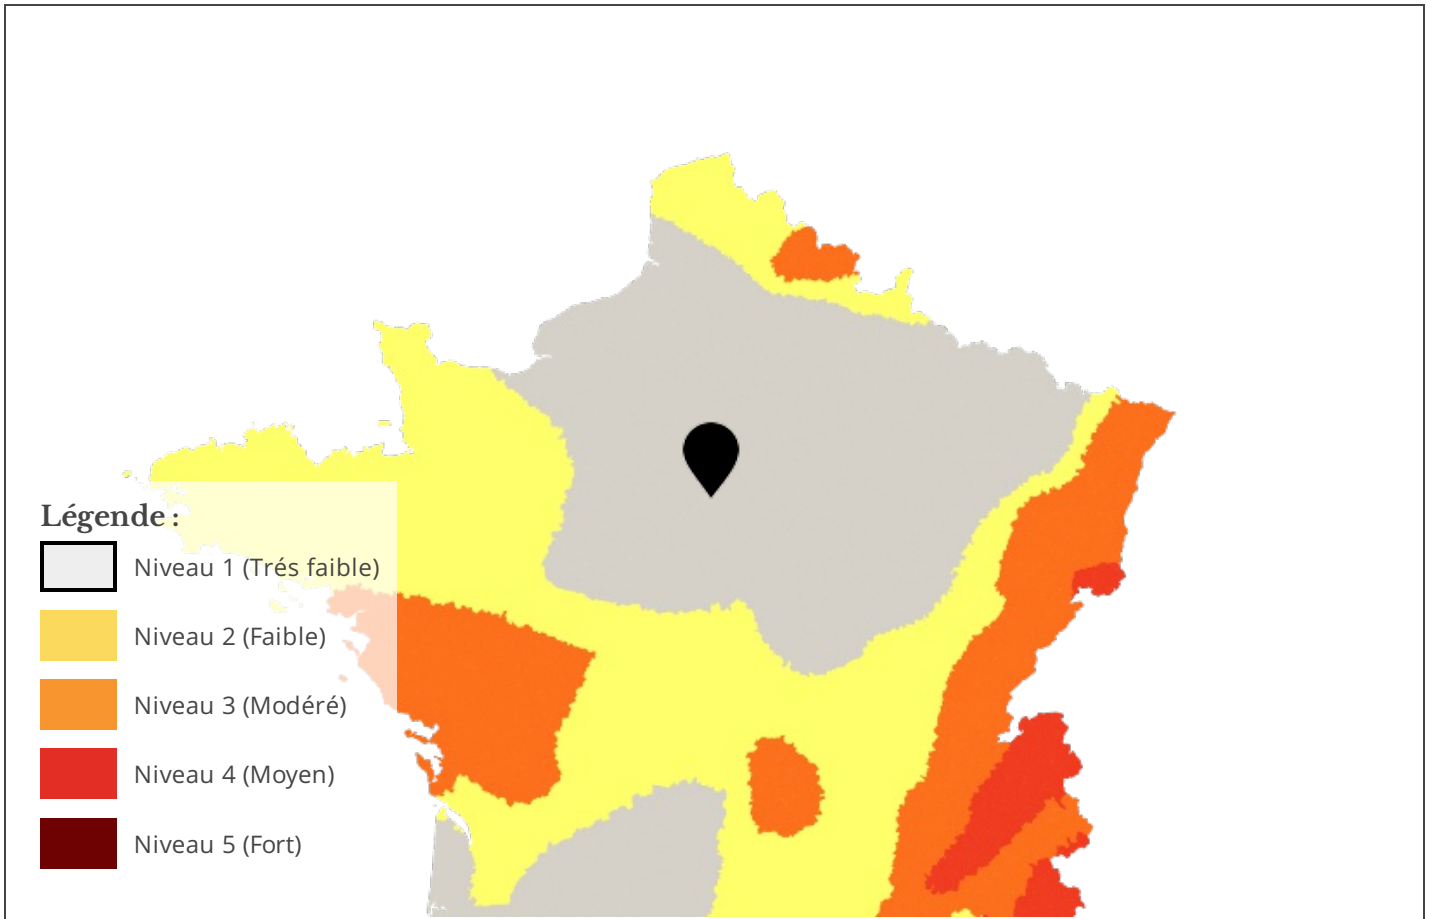 Légende :
Niveau 1 (Trés faible)
Niveau 2 (Faible)
Niveau 3 (Modéré)
Niveau 4 (Moyen)
Niveau 5 (Fort)